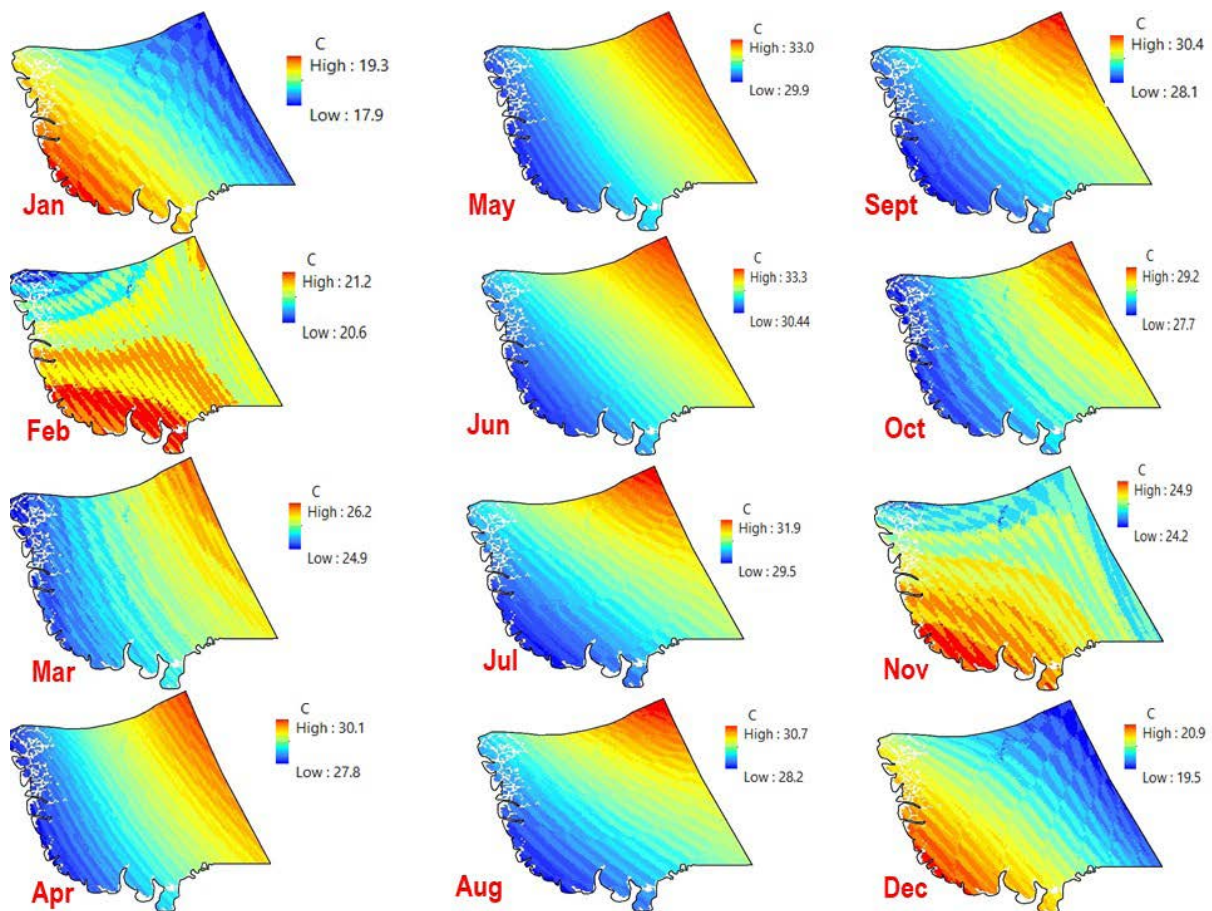 C
High : 19.3
Low : 17.9
Jan
C
High : 33.0
Low : 29.9
May
C
High : 30.4
Low : 28.1
Sept
C
High : 21.2
Low : 20.6
Feb
C
High : 33.3
Low : 30.44
Jun
C
High : 29.2
Low : 27.7
Oct
C
High : 26.2
Low : 24.9
Mar
C
High : 31.9
Low : 29.5
Jul
C
High : 24.9
Low : 24.2
Nov
C
High : 30.1
Low : 27.8
Apr
C
High : 30.7
Low : 28.2
Aug
C
High : 20.9
Low : 19.5
Dec